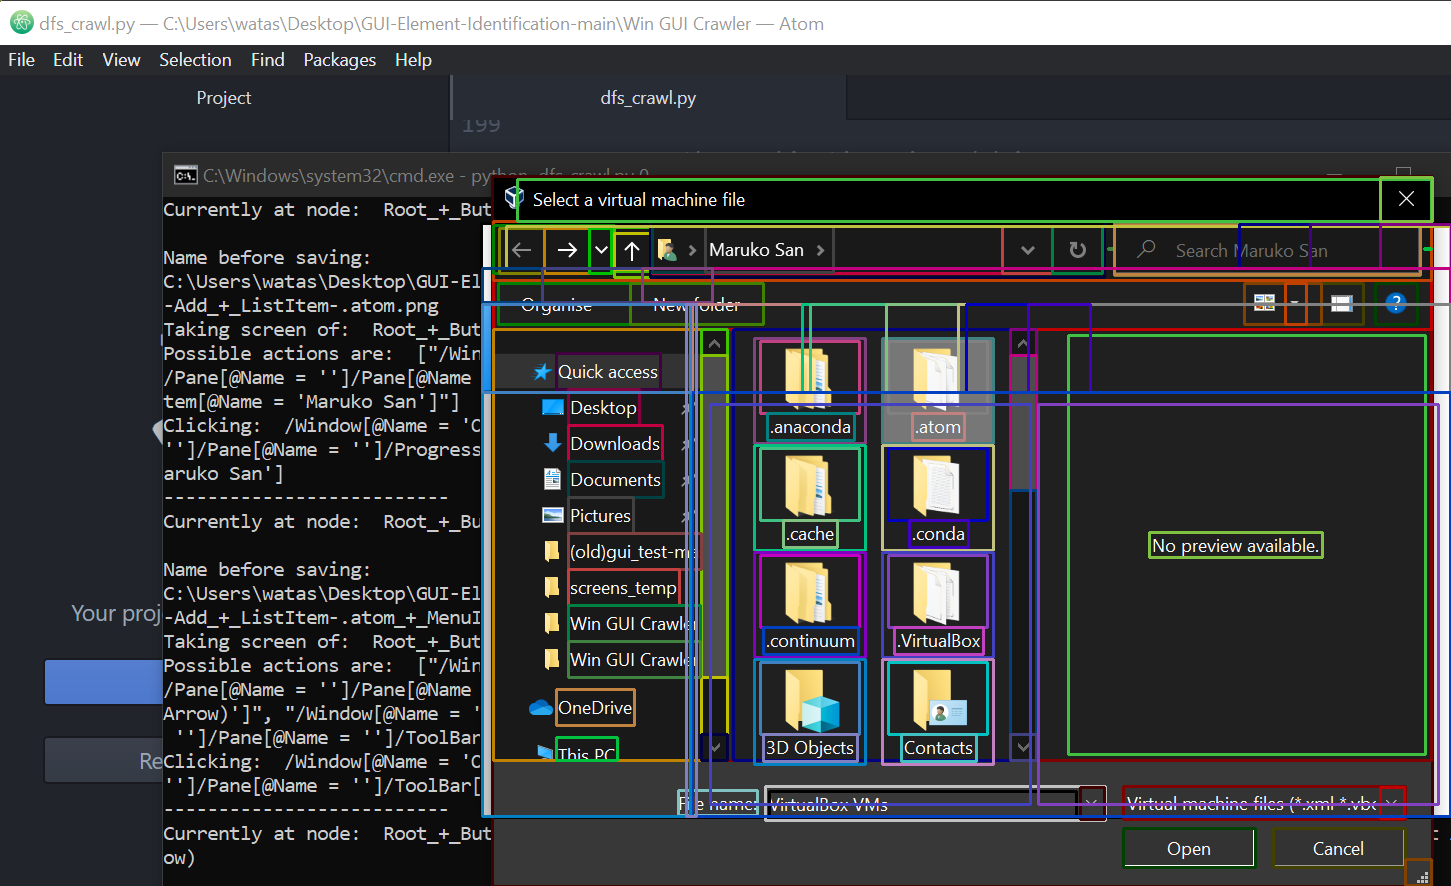 dfs_crawl.py — C:\Users\watas\Desktop\GUI-Element-Identification-main\Win GUI Crawler — Atom
File Edit View Selection Find Packages Help
Project
dfs_crawl.py
199
C:\Windows\system32\cmd.exe - python dfs_crawl.py 0
Currently at node:  Root_+_But
Name before saving:
C:\Users\watas\Desktop\GUI-El
-Add_+_ListItem-.atom.png
Taking screen of:  Root_+_But
Possible actions are:  ["/Win
/Pane[@Name = '']/Pane[@Name
tem[@Name = 'Maruko San']"]
Clicking:  /Window[@Name = 'O
'']/Pane[@Name = '']/Progress
aruko San']
--------------------------
Currently at node:  Root_+_Bu
Name before saving:
C:\Users\watas\Desktop\GUI-El
-Add_+_ListItem-.atom_+_MenuI
Taking screen of:  Root_+_But
Possible actions are:  ["/Win
/Pane[@Name = '']/Pane[@Name
Arrow)']", "/Window[@Name = '
'']/Pane[@Name = '']/ToolBar
Clicking:  /Window[@Name = 'O
'']/Pane[@Name = '']/ToolBar[
--------------------------
Currently at node:  Root_+_But
ow)
Your proj
Re
Select a virtual machine file
Maruko San
Search Maruko San
Organise
New folder
Quick access
Desktop
Downloads
Documents
Pictures
(old)gui_test-ma
screens_temp
Win GUI Crawler
Win GUI Crawler
OneDrive
This PC
.anaconda
.atom
.cache
.conda
.continuum
.VirtualBox
3D Objects
Contacts
No preview available.
File name:
VirtualBox VMs
Virtual machine files (*.xml *.vbo
Open
Cancel